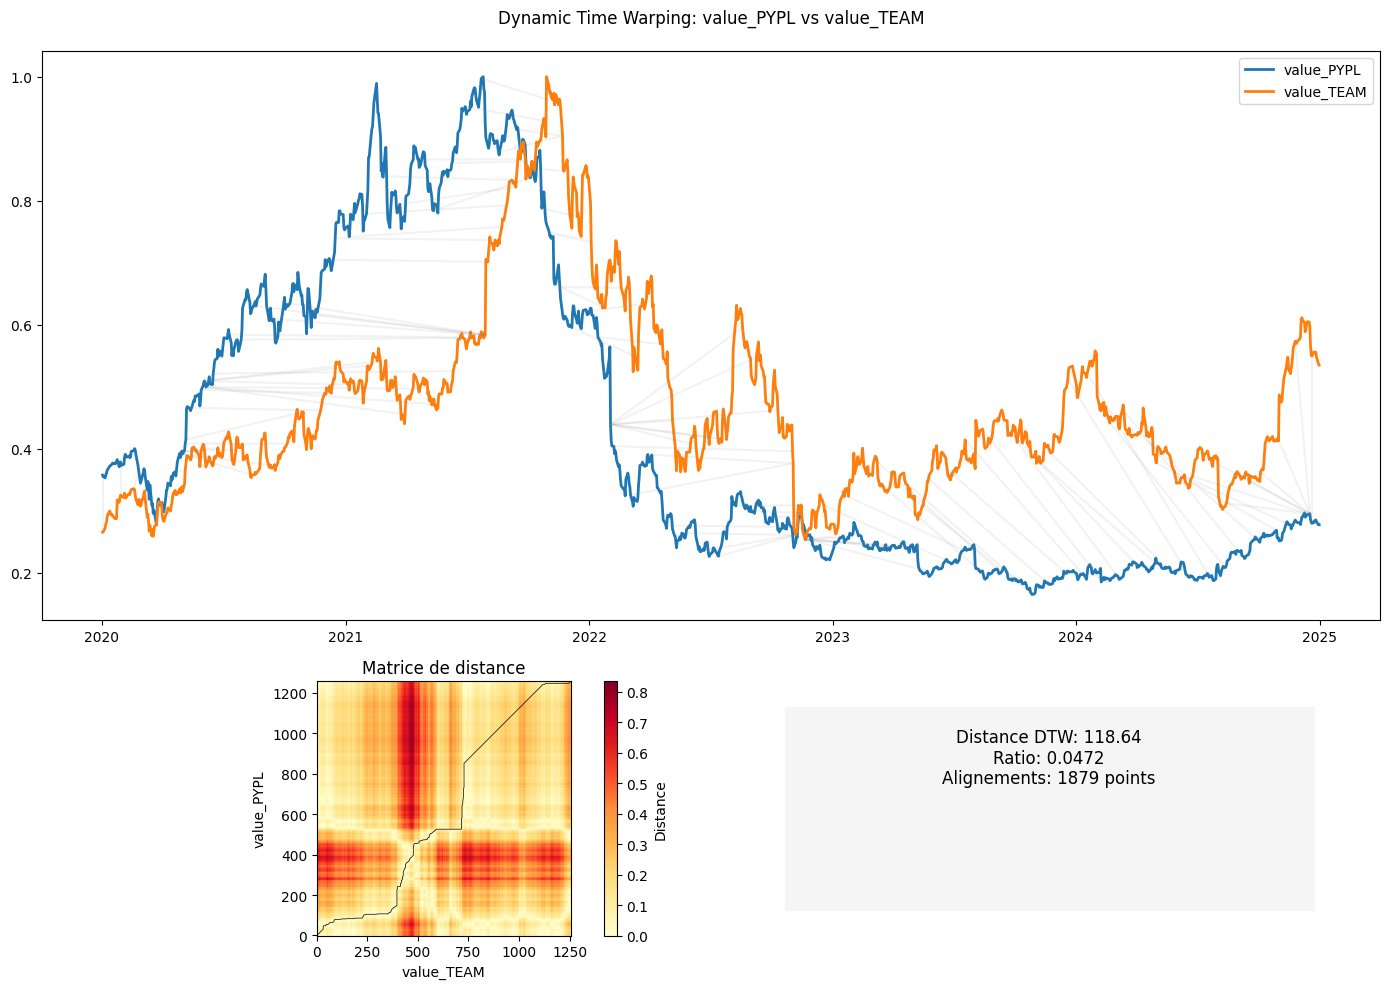 Dynamic Time Warping: value_PYPL vs value_TEAM
value_PYPL
value_TEAM
1.0
0.8
0.6
0.4
0.2
2020 2021 2022 2023 2024 2025
Matrice de distance
value_PYPL
1200
1000
800
600
400
200
0
0 250 500 750 1000 1250
value_TEAM
0.8
0.7
0.6
0.5
0.4
0.3
0.2
0.1
0.0
Distance
Distance DTW: 118.64
Ratio: 0.0472
Alignements: 1879 points